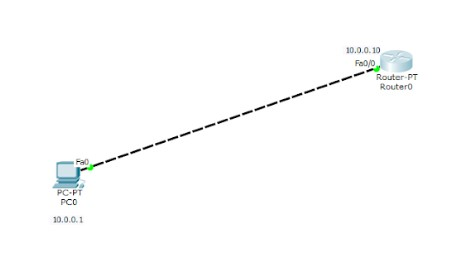 10.0.0.10
Fa0/0
Router-PT
Router0
Fa0
PC-PT
PC0
10.0.0.1